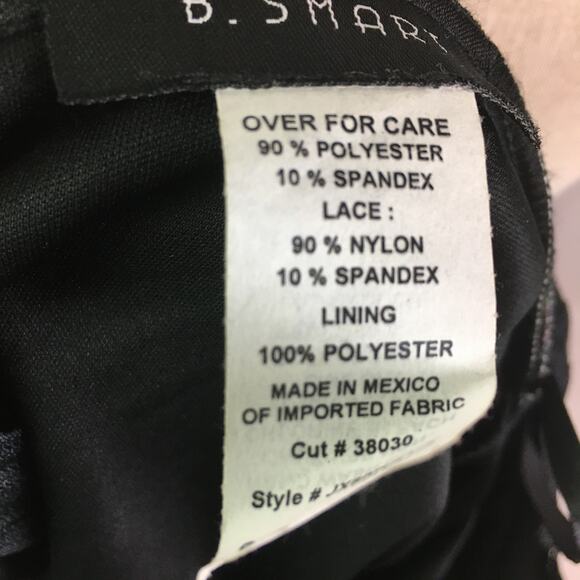 B. SMART
OVER FOR CARE
90 % POLYESTER
10 % SPANDEX
LACE :
90 % NYLON
10 % SPANDEX
LINING
100% POLYESTER
MADE IN MEXICO
OF IMPORTED FABRIC
Cut # 38030
Style #